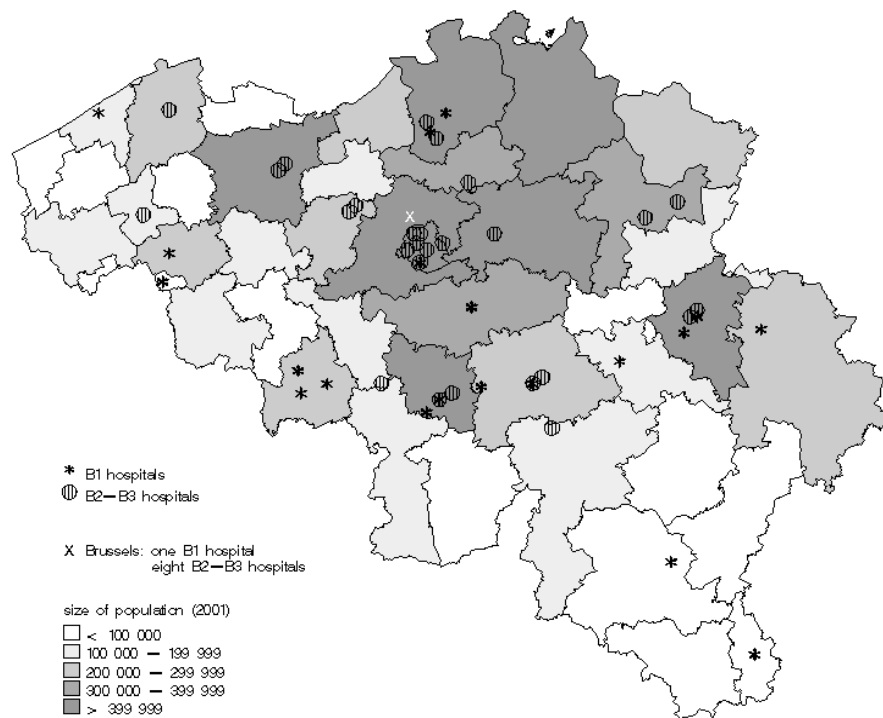 X
* B1 hospitals
B2–B3 hospitals
X Brussels: one B1 hospital
eight B2–B3 hospitals
size of population (2001)
< 100 000
100 000 – 199 999
200 000 – 299 999
300 000 – 399 999
> 399 999